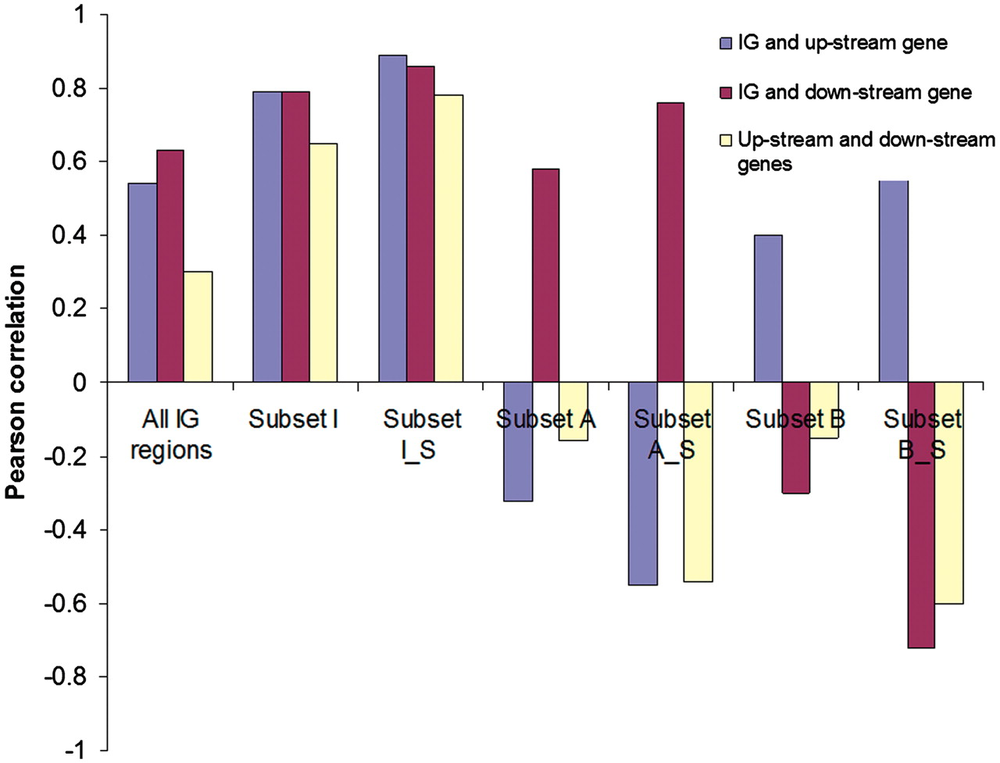 1
0.8
0.6
0.4
0.2
0
-0.2
-0.4
-0.6
-0.8
-1
Pearson correlation
IG and up-stream gene
IG and down-stream gene
Up-stream and down-stream
genes
All IG
regions
Subset I
Subset
I_S
Subset A
Subset
A_S
Subset B
Subset
B_S